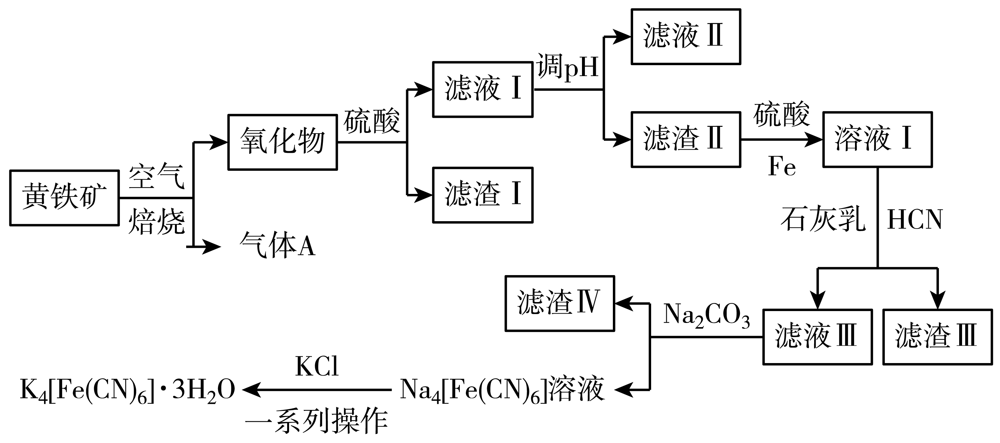 黄铁矿
空气
焙烧
氧化物
气体A
硫酸
滤液Ⅰ
滤渣Ⅰ
调pH
滤液Ⅱ
滤渣Ⅱ
硫酸
Fe
溶液Ⅰ
石灰乳 HCN
滤液Ⅲ
滤渣Ⅲ
Na₂CO₃
滤渣Ⅳ
Na₄[Fe(CN)₆]溶液
KCl
一系列操作
K₄[Fe(CN)₆]·3H₂O